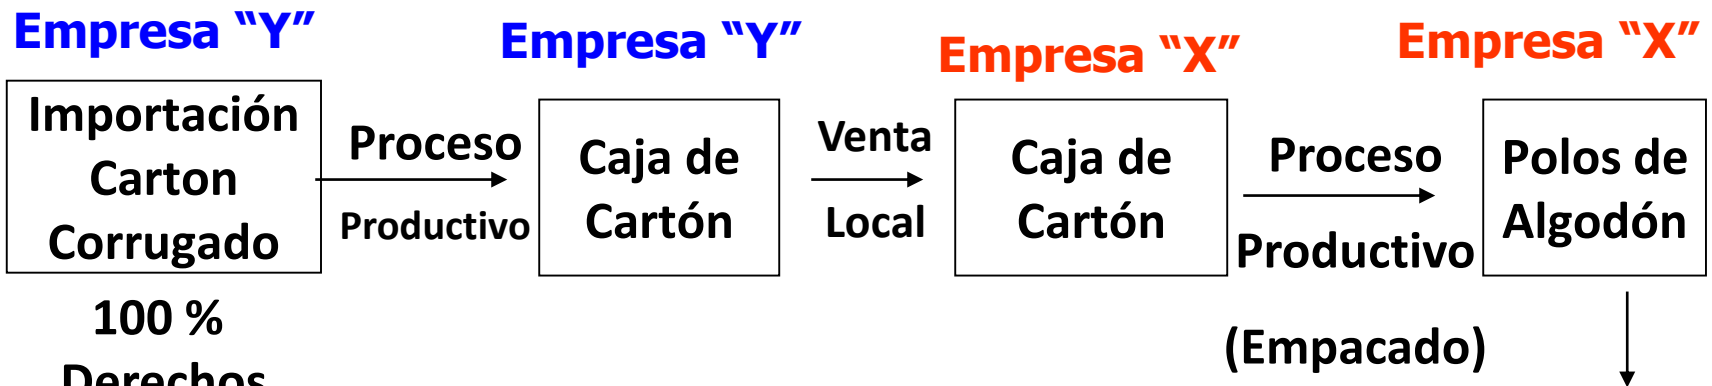 Empresa “Y”
Importación
Carton
Corrugado
100 %
Derechos
Proceso
Productivo
Empresa “Y”
Caja de
Cartón
Venta
Local
Empresa “X”
Caja de
Cartón
Proceso
Productivo
(Empacado)
Empresa “X”
Polos de
Algodón